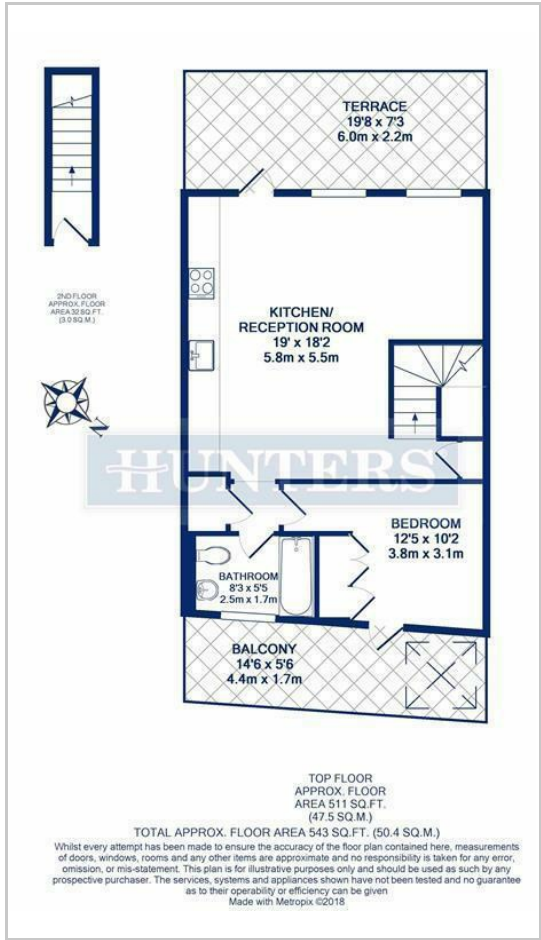 TERRACE
19'8 x 7'3
6.0m x 2.2m
2ND FLOOR
APPROX. FLOOR
AREA 32 SQ.FT.
(3.0 SQ.M.)
KITCHEN/
RECEPTION ROOM
19' x 18'2
5.8m x 5.5m
N
HUNTERS
BEDROOM
12'5 x 10'2
3.8m x 3.1m
BATHROOM
8'3 x 5'5
2.5m x 1.7m
BALCONY
14'6 x 5'6
4.4m x 1.7m
TOP FLOOR
APPROX. FLOOR
AREA 511 SQ.FT.
(47.5 SQ.M.)
TOTAL APPROX. FLOOR AREA 543 SQ.FT. (50.4 SQ.M.)
Whilst every attempt has been made to ensure the accuracy of the floor plan contained here, measurements
of doors, windows, rooms and any other items are approximate and no responsibility is taken for any error,
omission, or mis-statement. This plan is for illustrative purposes only and should be used as such by any
prospective purchaser. The services, systems and appliances shown have not been tested and no guarantee
as to their operability or efficiency can be given
Made with Metropix ©2018